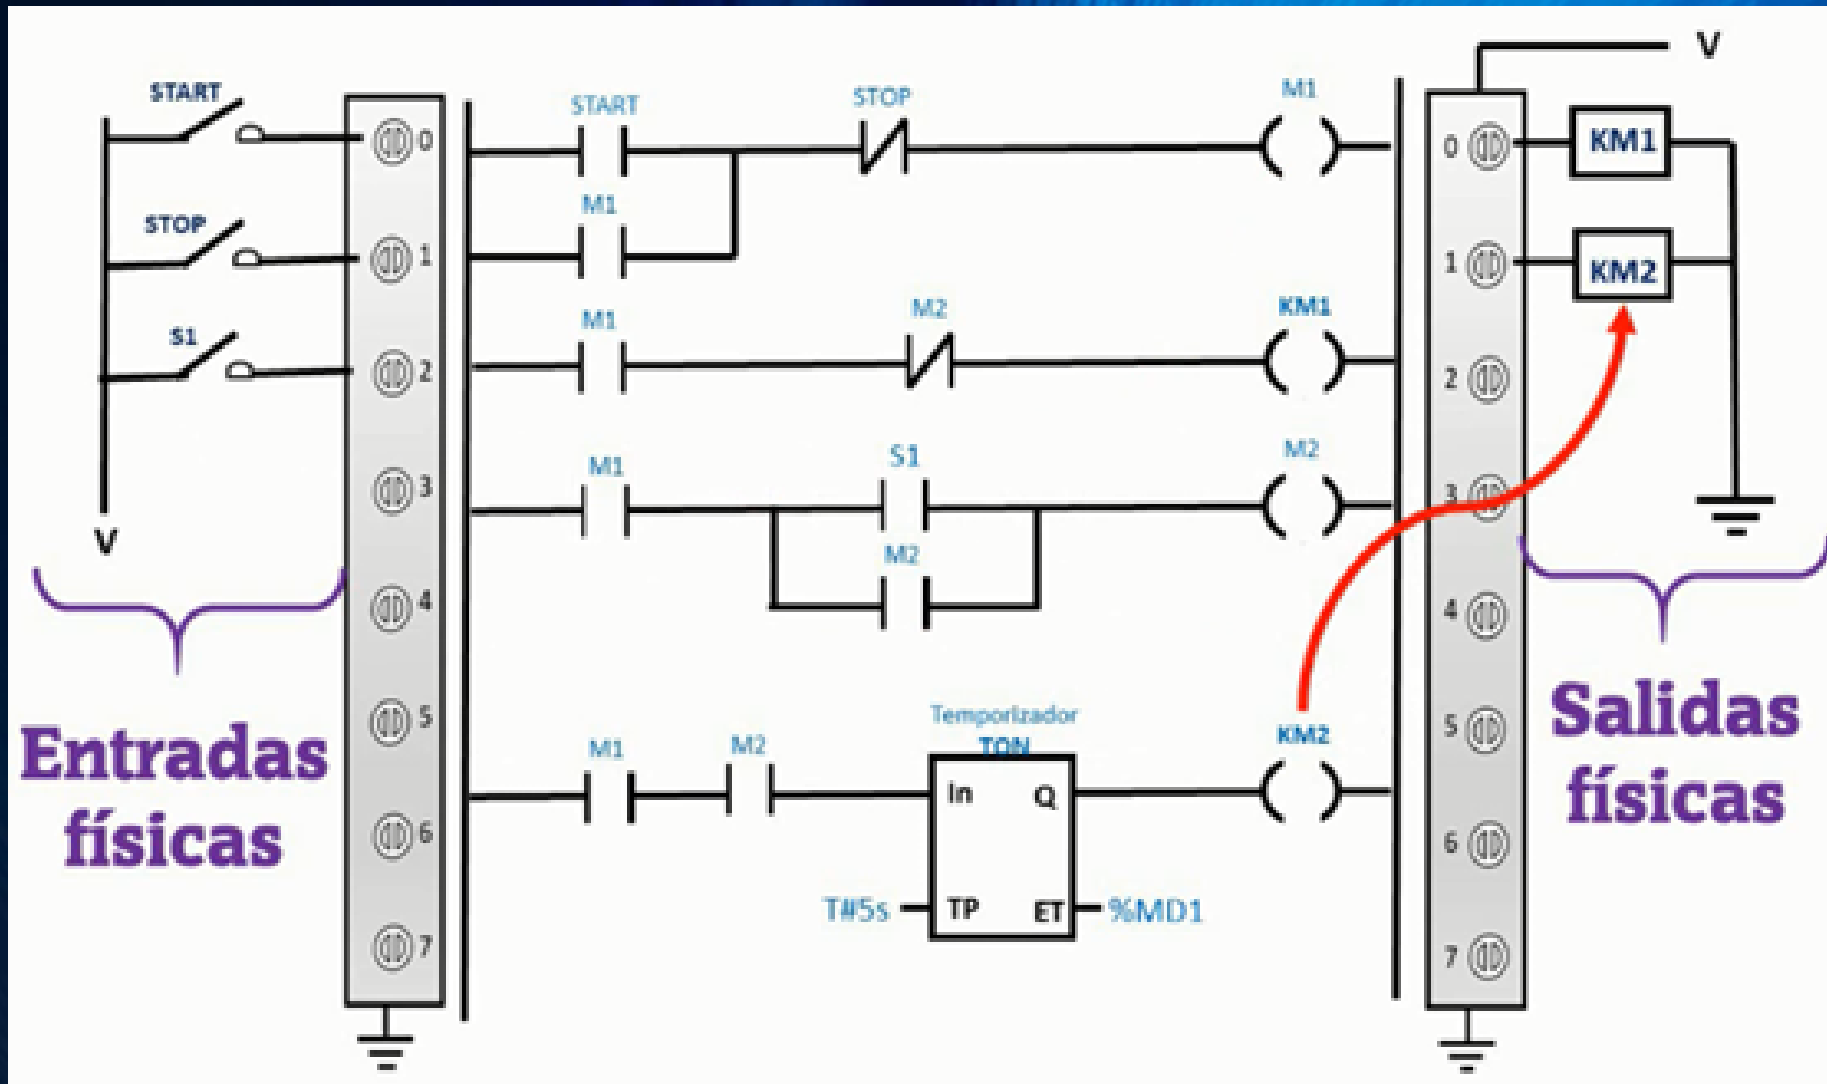 V
START
START
STOP
M1
0
0
KM1
STOP
M1
1
1
KM2
S1
M1
M2
KM1
2
2
M1
S1
M2
3
3
V
M2
4
4
Entradas
físicas
Salidas
físicas
5
5
Temporizador
TON
M1
M2
In
Q
KM2
6
6
T#5s
TP
ET
%MD1
7
7